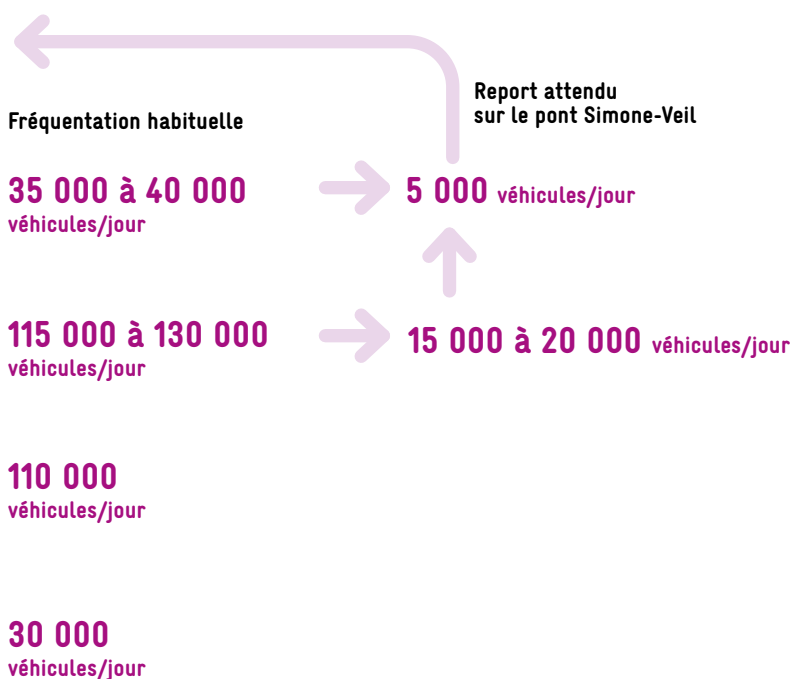 Fréquentation habituelle
Report attendu
sur le pont Simone-Veil
35 000 à 40 000
véhicules/jour
5 000 véhicules/jour
115 000 à 130 000
véhicules/jour
15 000 à 20 000 véhicules/jour
110 000
véhicules/jour
30 000
véhicules/jour